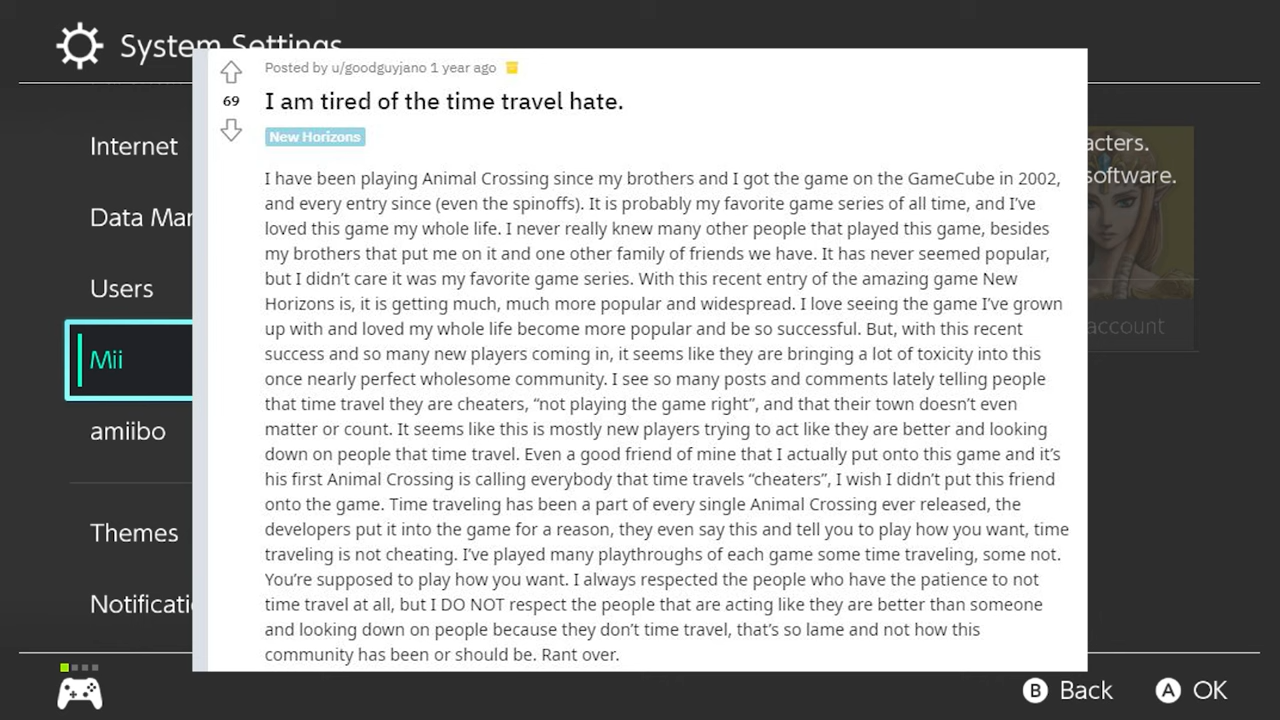 System Settings
Posted by u/goodguyjano 1 year ago
69
I am tired of the time travel hate.
New Horizons
Internet
Data Mar
Users
Mii
amiibo
Themes
Notificati
acters.
software.
account
I have been playing Animal Crossing since my brothers and I got the game on the GameCube in 2002,
and every entry since (even the spinoffs). It is probably my favorite game series of all time, and I've
loved this game my whole life. I never really knew many other people that played this game, besides
my brothers that put me on it and one other family of friends we have. It has never seemed popular,
but I didn't care it was my favorite game series. With this recent entry of the amazing game New
Horizons is, it is getting much, much more popular and widespread. I love seeing the game I've grown
up with and loved my whole life become more popular and be so successful. But, with this recent
success and so many new players coming in, it seems like they are bringing a lot of toxicity into this
once nearly perfect wholesome community. I see so many posts and comments lately telling people
that time travel they are cheaters, “not playing the game right”, and that their town doesn't even
matter or count. It seems like this is mostly new players trying to act like they are better and looking
down on people that time travel. Even a good friend of mine that I actually put onto this game and it's
his first Animal Crossing is calling everybody that time travels “cheaters”, I wish I didn't put this friend
onto the game. Time traveling has been a part of every single Animal Crossing ever released, the
developers put it into the game for a reason, they even say this and tell you to play how you want, time
traveling is not cheating. I've played many playthroughs of each game some time traveling, some not.
You're supposed to play how you want. I always respected the people who have the patience to not
time travel at all, but I DO NOT respect the people that are acting like they are better than someone
and looking down on people because they don't time travel, that's so lame and not how this
community has been or should be. Rant over.
B Back
A OK